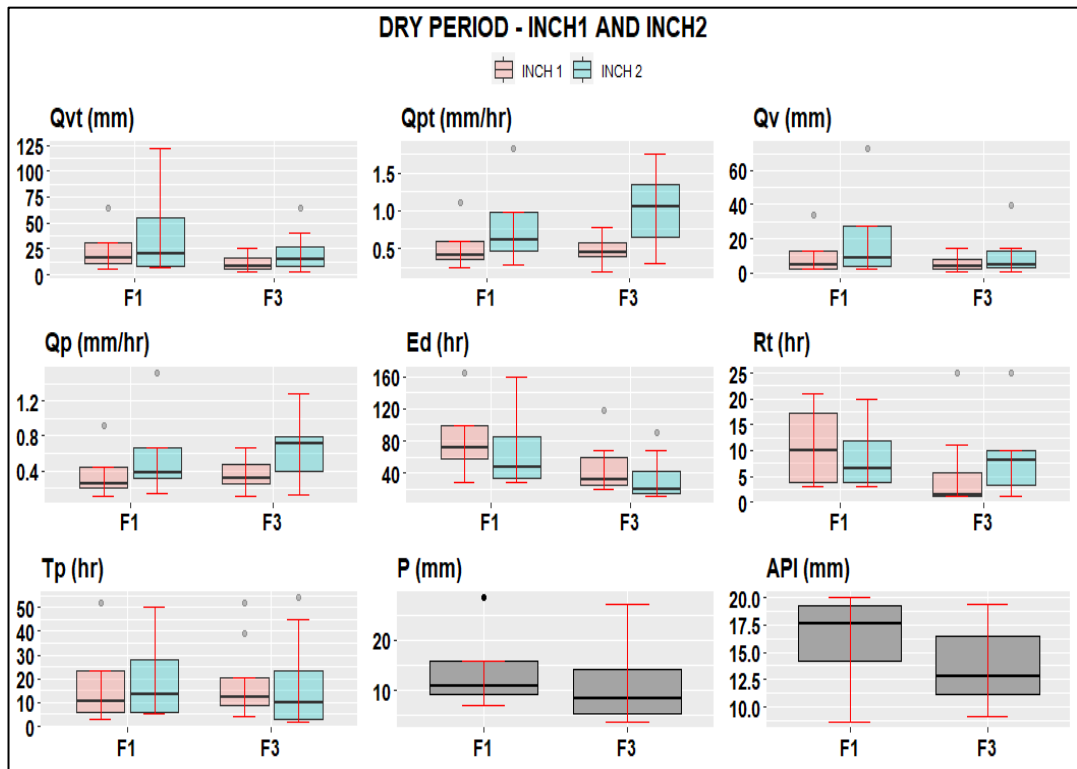 DRY PERIOD - INCH1 AND INCH2
INCH 1 INCH 2
Qvt (mm)
125
100
75
50
25
0
F1 F3
Qpt (mm/hr)
1.5
1.0
0.5
F1 F3
Qv (mm)
60
40
20
0
F1 F3
Qp (mm/hr)
1.2
0.8
0.4
F1 F3
Ed (hr)
160
120
80
40
F1 F3
Rt (hr)
25
20
15
10
5
0
F1 F3
Tp (hr)
50
40
30
20
10
0
F1 F3
P (mm)
20
10
F1 F3
API (mm)
20.0
17.5
15.0
12.5
10.0
F1 F3